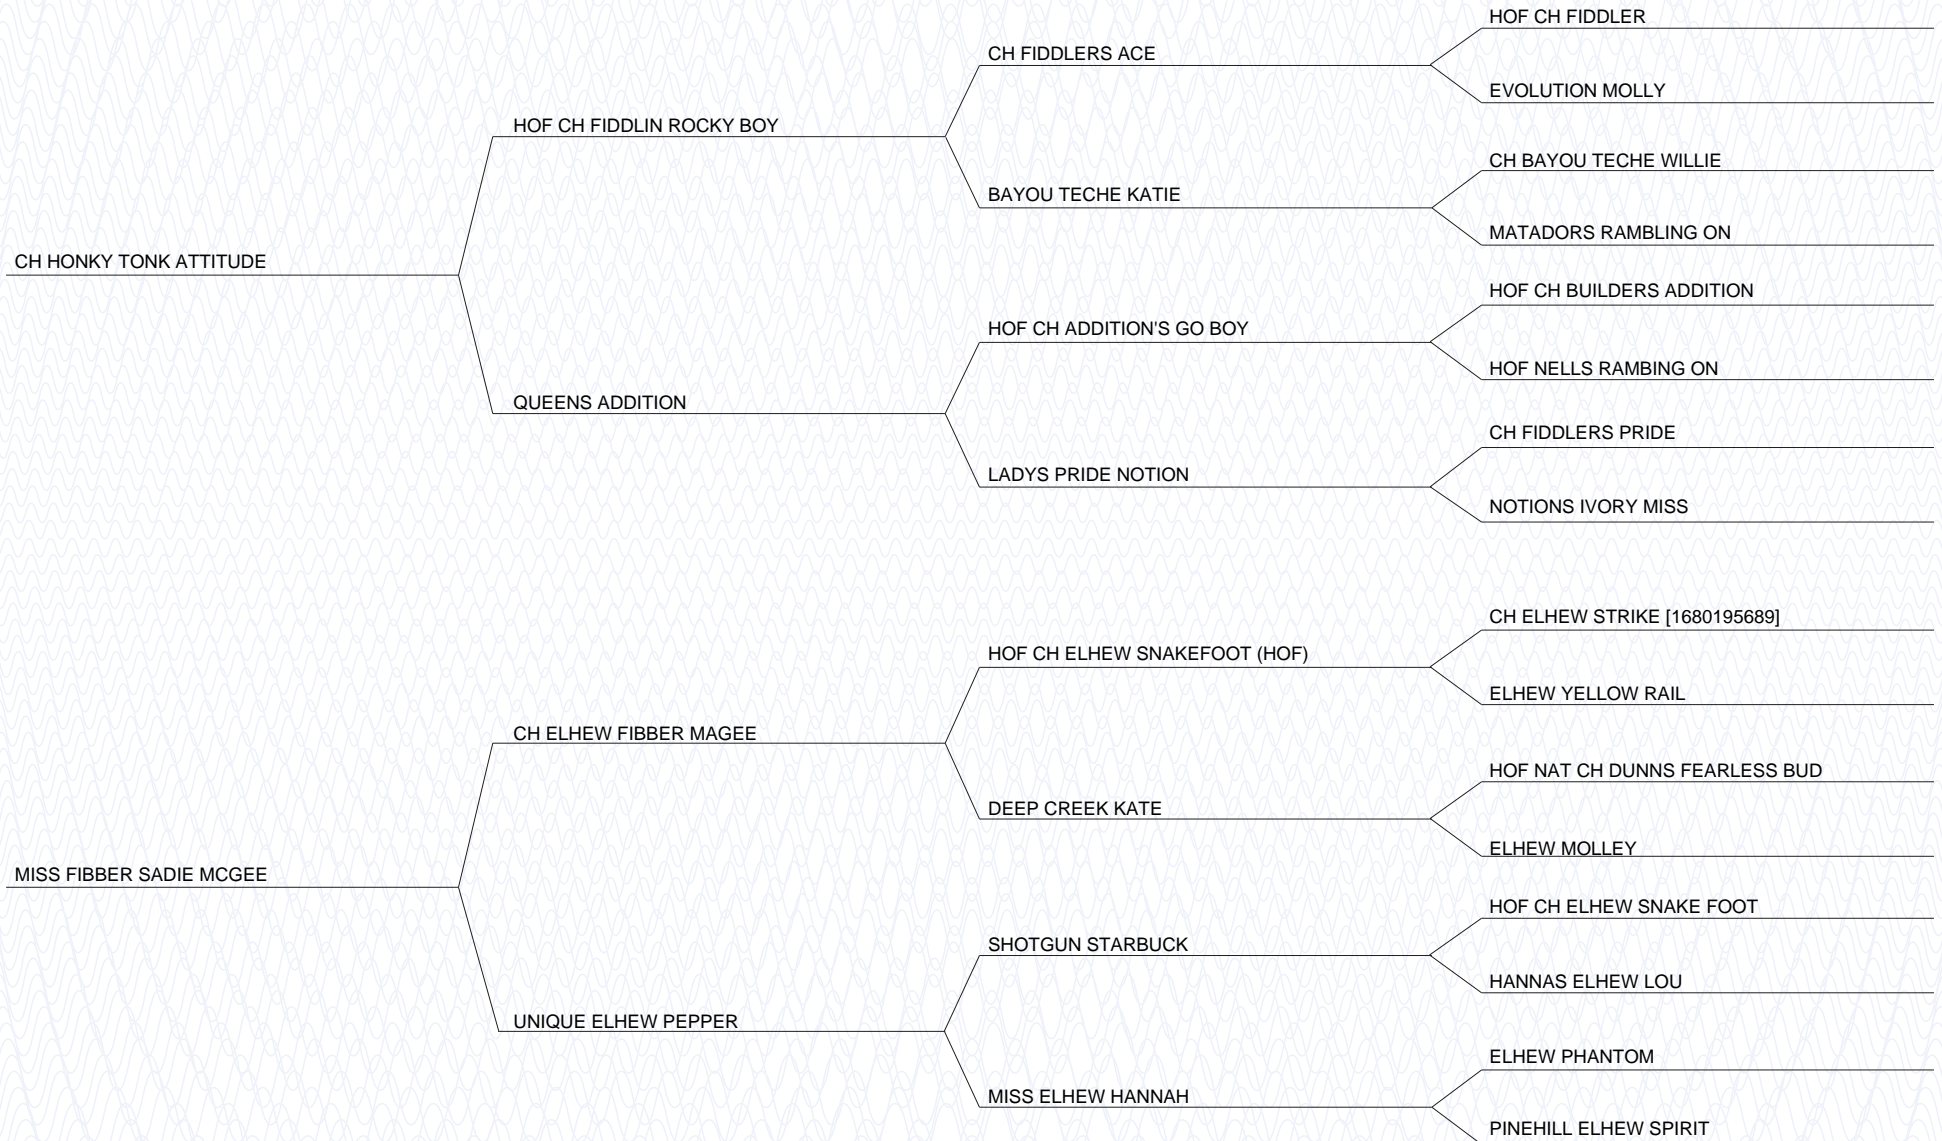 HOF CH FIDDLER
CH FIDDLERS ACE
EVOLUTION MOLLY
HOF CH FIDDLIN ROCKY BOY
CH BAYOU TECHE WILLIE
BAYOU TECHE KATIE
MATADORS RAMBLING ON
CH HONKY TONK ATTITUDE
HOF CH BUILDERS ADDITION
HOF CH ADDITION'S GO BOY
HOF NELLS RAMBING ON
QUEENS ADDITION
CH FIDDLERS PRIDE
LADYS PRIDE NOTION
NOTIONS IVORY MISS
CH ELHEW STRIKE [1680195689]
HOF CH ELHEW SNAKEFOOT (HOF)
ELHEW YELLOW RAIL
CH ELHEW FIBBER MAGEE
HOF NAT CH DUNNS FEARLESS BUD
DEEP CREEK KATE
ELHEW MOLLEY
MISS FIBBER SADIE MCGEE
HOF CH ELHEW SNAKE FOOT
SHOTGUN STARBUCK
HANNAS ELHEW LOU
UNIQUE ELHEW PEPPER
ELHEW PHANTOM
MISS ELHEW HANNAH
PINEHILL ELHEW SPIRIT